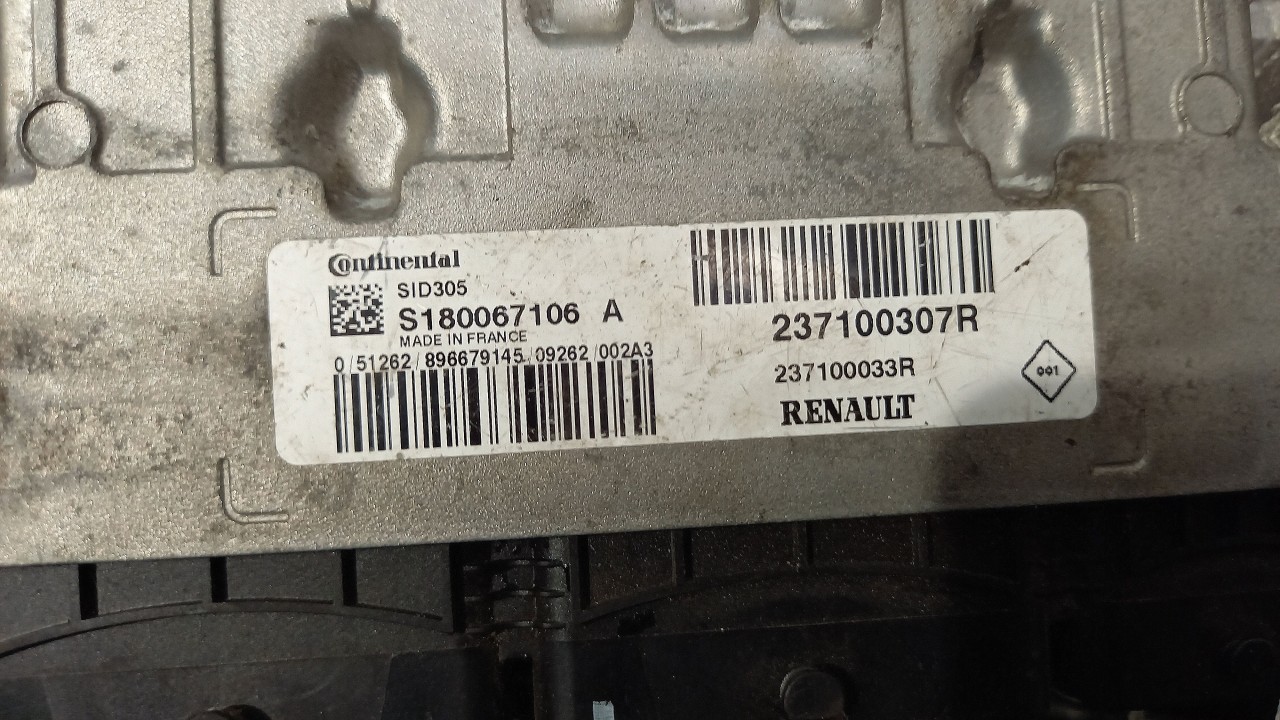 Continental
SID305
S180067106 A
MADE IN FRANCE
0/51262/896679145 09262/002A3
237100307R
237100033R
RENAULT
001